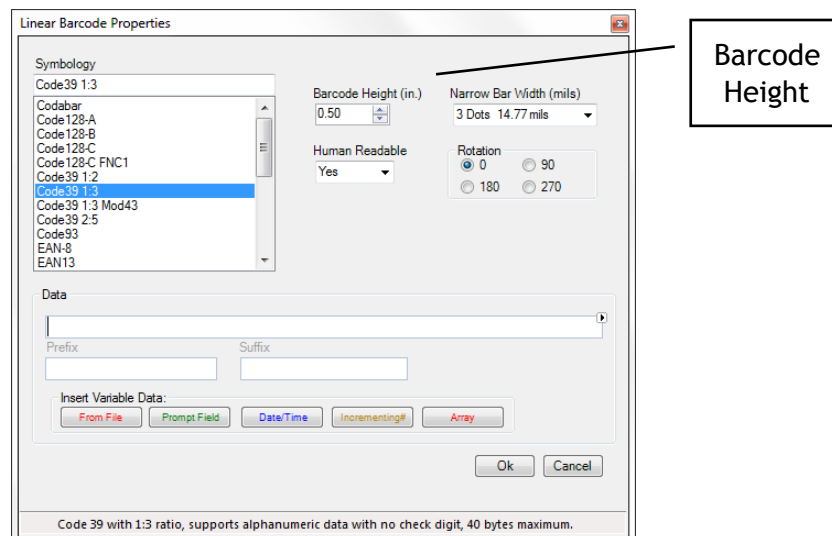 Linear Barcode Properties
Barcode
Height
Symbology
Code39 1:3
Codabar
Code128-A
Code128-B
Code128-C
Code128-C FNC1
Code39 1:2
Code39 1:3
Code39 1:3 Mod43
Code39 2:5
Code93
EAN-8
EAN13
Barcode Height (in.)
0.50
Narrow Bar Width (mils)
3 Dots 14.77 mils
Human Readable
Yes
Rotation
0 90
180 270
Data
Prefix Suffix
Insert Variable Data:
From File Prompt Field Date/Time Incrementing# Array
Ok Cancel
Code 39 with 1:3 ratio, supports alphanumeric data with no check digit, 40 bytes maximum.